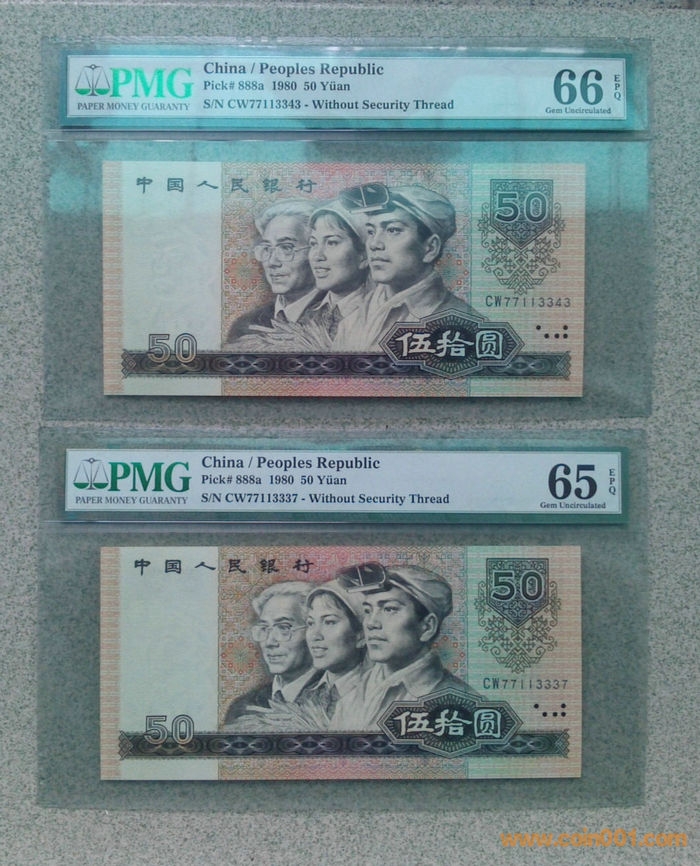 PMG
PAPER MONEY GUARANTY
China / Peoples Republic
Pick# 888a 1980 50 Yüan
S/N CW77113343 - Without Security Thread
66 EPQ
Gem Uncirculated
中国人民银行
50
CW77113343
50
伍拾圆
PMG
PAPER MONEY GUARANTY
China / Peoples Republic
Pick# 888a 1980 50 Yüan
S/N CW77113337 - Without Security Thread
65 EPQ
Gem Uncirculated
中国人民银行
50
CW77113337
50
伍拾圆
www.coin001.com